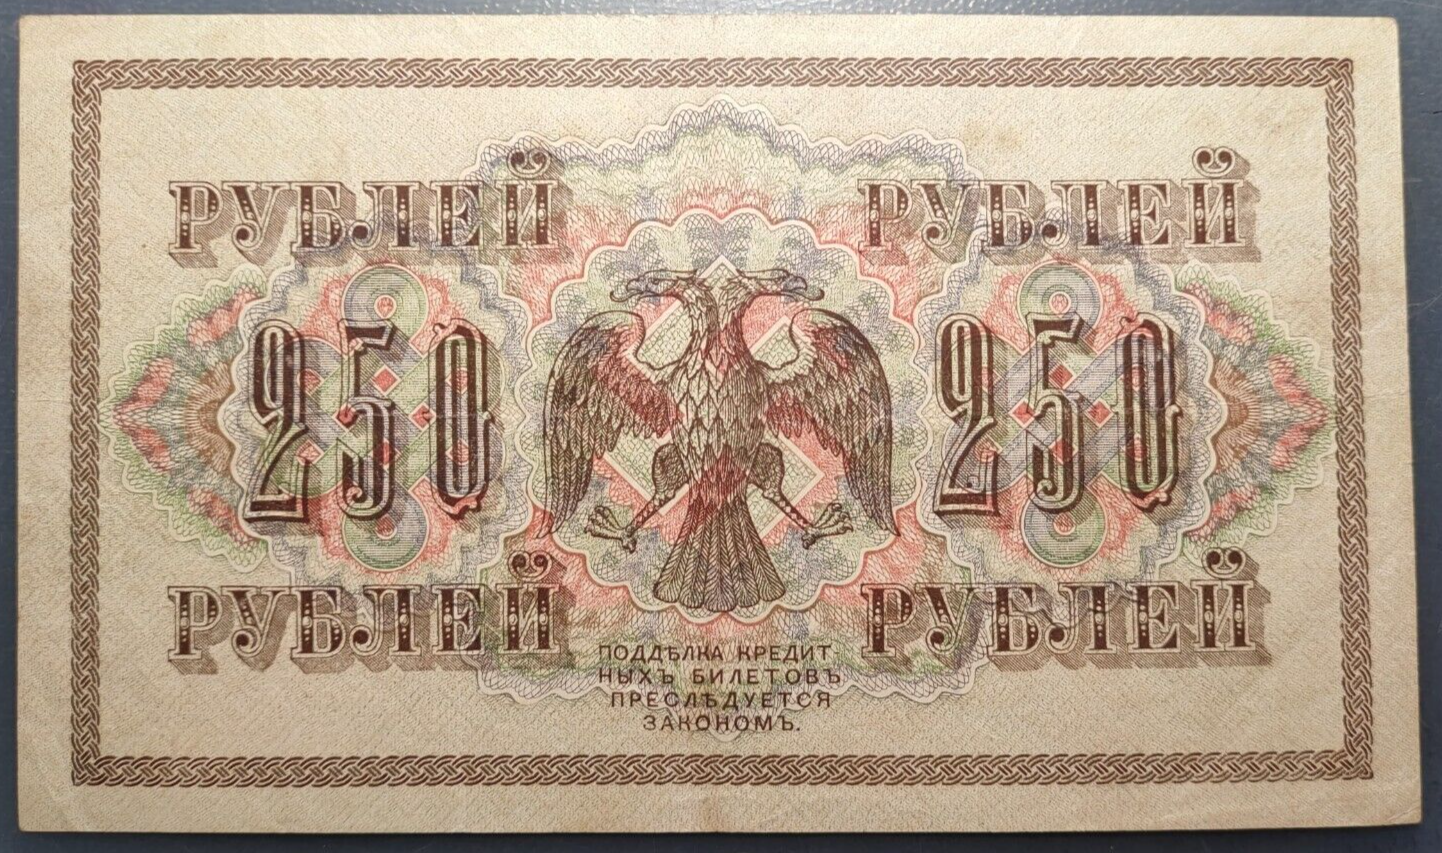 РУБЛЕЙ РУБЛЕЙ
250 250
РУБЛЕЙ РУБЛЕЙ
ПОДДѢЛКА КРЕДИТ
НЫХЪ БИЛЕТОВЪ
ПРЕСЛѢДУЕТСЯ
ЗАКОНОМЪ.